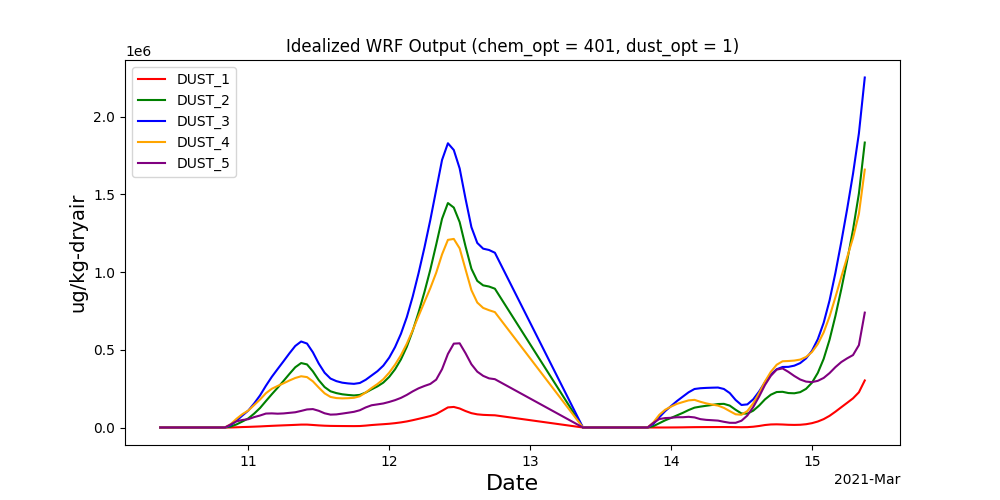 Idealized WRF Output (chem_opt = 401, dust_opt = 1)
1e6
DUST_1
DUST_2
DUST_3
DUST_4
DUST_5
2.0
1.5
1.0
0.5
0.0
ug/kg-dryair
11 12 13 14 15
Date
2021-Mar